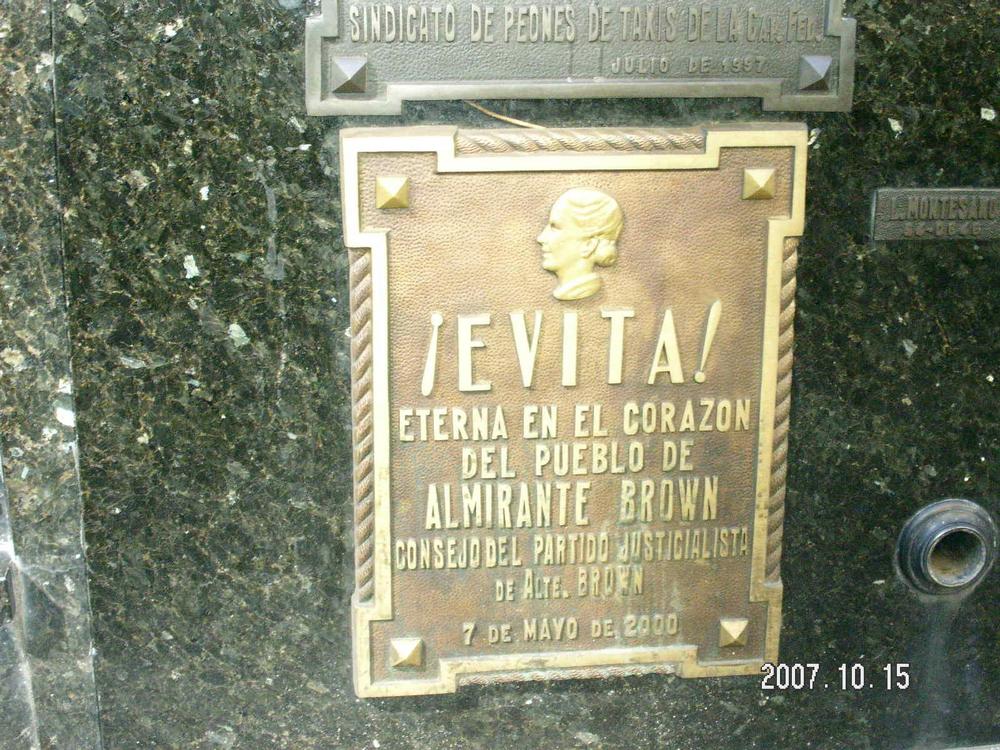 SINDICATO DE PEONES DE TAXIS DE LA CAP. FED.
JULIO DE 1997
¡EVITA!
ETERNA EN EL CORAZON
DEL PUEBLO DE
ALMIRANTE BROWN
CONSEJO DEL PARTIDO JUSTICIALISTA
DE ALTE. BROWN
7 DE MAYO DE 2000
MONTESANO
2007.10.15